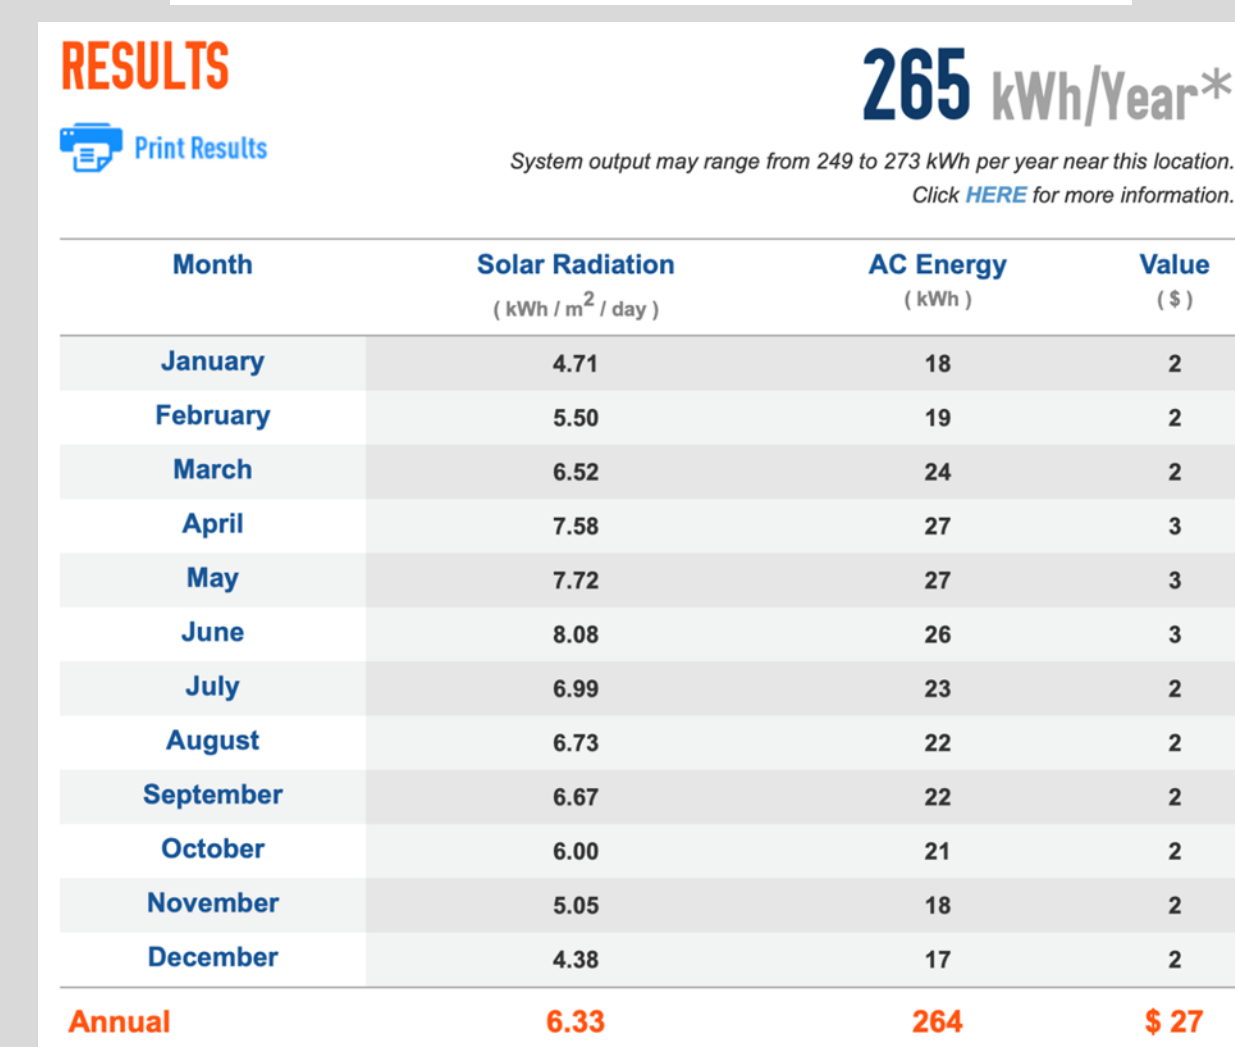 RESULTS
265 kWh/Year*
Print Results
System output may range from 249 to 273 kWh per year near this location.
Click HERE for more information.
Month Solar Radiation AC Energy Value
( kWh / m2 / day ) ( kWh ) ( $ )
January 4.71 18 2
February 5.50 19 2
March 6.52 24 2
April 7.58 27 3
May 7.72 27 3
June 8.08 26 3
July 6.99 23 2
August 6.73 22 2
September 6.67 22 2
October 6.00 21 2
November 5.05 18 2
December 4.38 17 2
Annual 6.33 264 $ 27